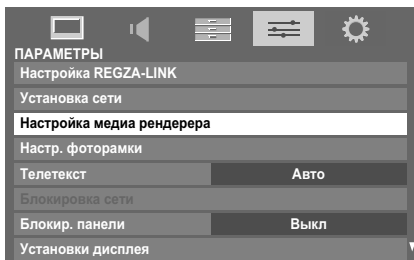 ПАРАМЕТРЫ
Настройка REGZA-LINK
Установка сети
Настройка медиа рендерера
Настр. фоторамки
Телетекст Авто
Блокировка сети
Блокир. панели Выкл
Установки дисплея